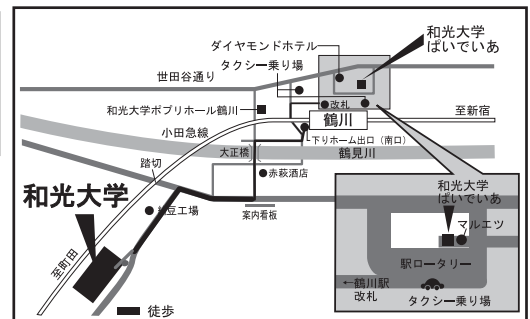 和光大学
ぱいでいあ
ダイヤモンドホテル
タクシー乗り場
世田谷通り
和光大学ポプリホール鶴川
改札
至新宿
鶴川
小田急線
下りホーム出口（南口）
大正橋
鶴見川
踏切
赤萩酒店
和光大学
納豆工場
案内看板
至町田
徒歩
和光大学
ぱいでいあ
マルエツ
駅ロータリー
←鶴川駅
改札
タクシー乗り場